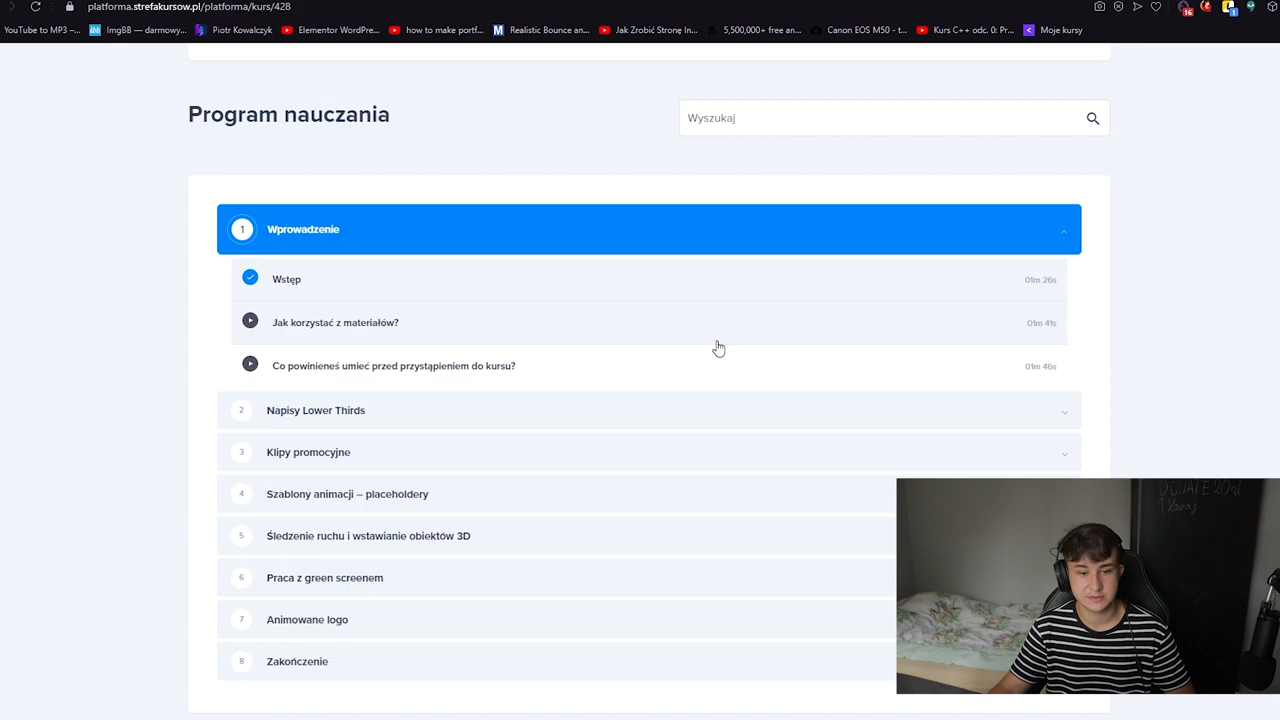 platforma.strefakursow.pl/platforma/kurs/428
16
1
YouTube to MP3 –...
ImgBB — darmowy...
Piotr Kowalczyk
Elementor WordPre...
how to make portf...
Realistic Bounce an...
Jak Zrobić Stronę In...
5,500,000+ free an...
Canon EOS M50 - t...
Kurs C++ odc. 0: Pr...
Moje kursy
Program nauczania
Wyszukaj
1 Wprowadzenie
Wstęp 01m 26s
Jak korzystać z materiałów? 01m 41s
Co powinieneś umieć przed przystąpieniem do kursu? 01m 46s
2 Napisy Lower Thirds
3 Klipy promocyjne
4 Szablony animacji – placeholdery
5 Śledzenie ruchu i wstawianie obiektów 3D
6 Praca z green screenem
7 Animowane logo
8 Zakończenie
DONATE 20zł